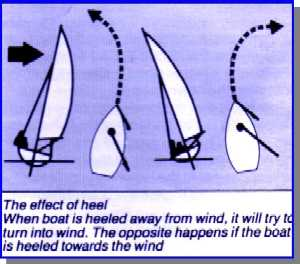 The effect of heel
When boat is heeled away from wind, it will try to
turn into wind. The opposite happens if the boat
is heeled towards the wind